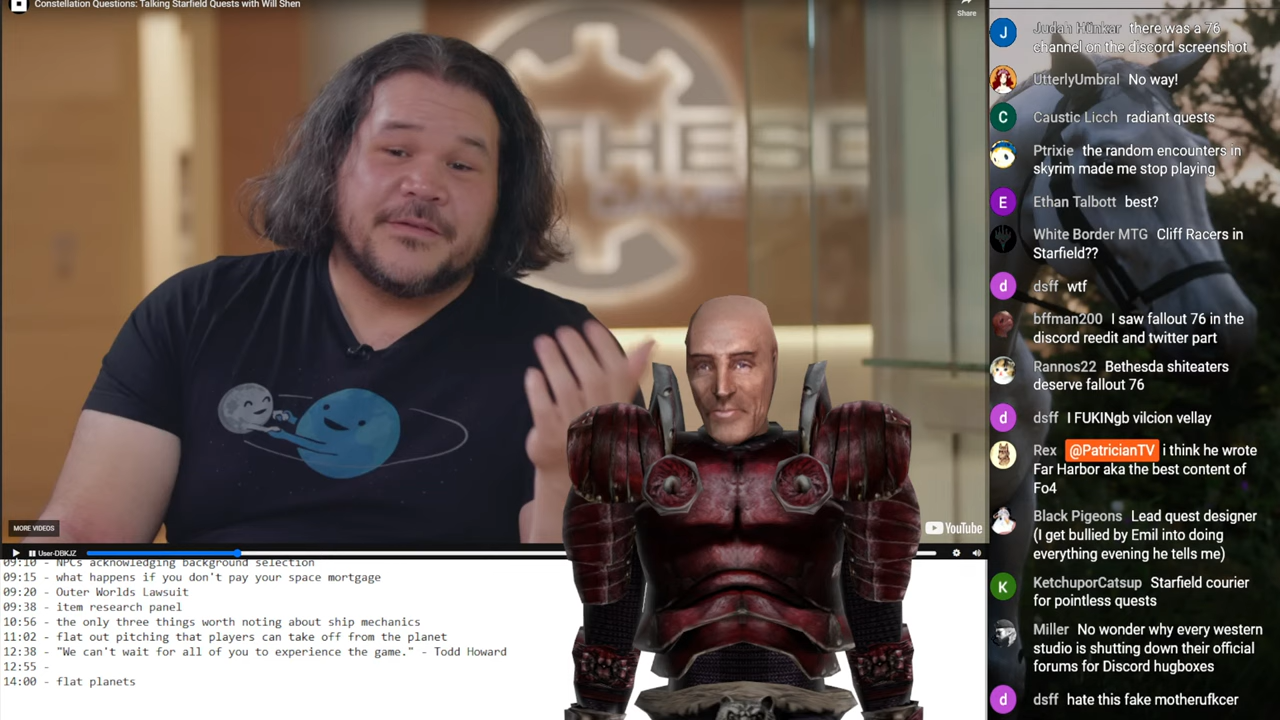 Constellation Questions: Talking Starfield Quests with Will Shen
Share
THESE
MORE VIDEOS
YouTube
User-DBKJZ
09:10 - NPCs acknowledging background selection
09:15 - what happens if you don't pay your space mortgage
09:20 - Outer Worlds Lawsuit
09:38 - item research panel
10:56 - the only three things worth noting about ship mechanics
11:02 - flat out pitching that players can take off from the planet
12:38 - "We can't wait for all of you to experience the game." - Todd Howard
12:55 -
14:00 - flat planets
J
Judah Hünkar there was a 76
channel on the discord screenshot
UtterlyUmbral No way!
C
Caustic Licch radiant quests
Ptrixie the random encounters in
skyrim made me stop playing
E
Ethan Talbott best?
White Border MTG Cliff Racers in
Starfield??
d
dsff wtf
bffman200 I saw fallout 76 in the
discord reedit and twitter part
Rannos22 Bethesda shiteaters
deserve fallout 76
d
dsff I FUKINgb vilcion vellay
Rex @PatricianTV i think he wrote
Far Harbor aka the best content of
Fo4
Black Pigeons Lead quest designer
(I get bullied by Emil into doing
everything evening he tells me)
K
KetchuporCatsup Starfield courier
for pointless quests
Miller No wonder why every western
studio is shutting down their official
forums for Discord hugboxes
d
dsff hate this fake motherufkcer